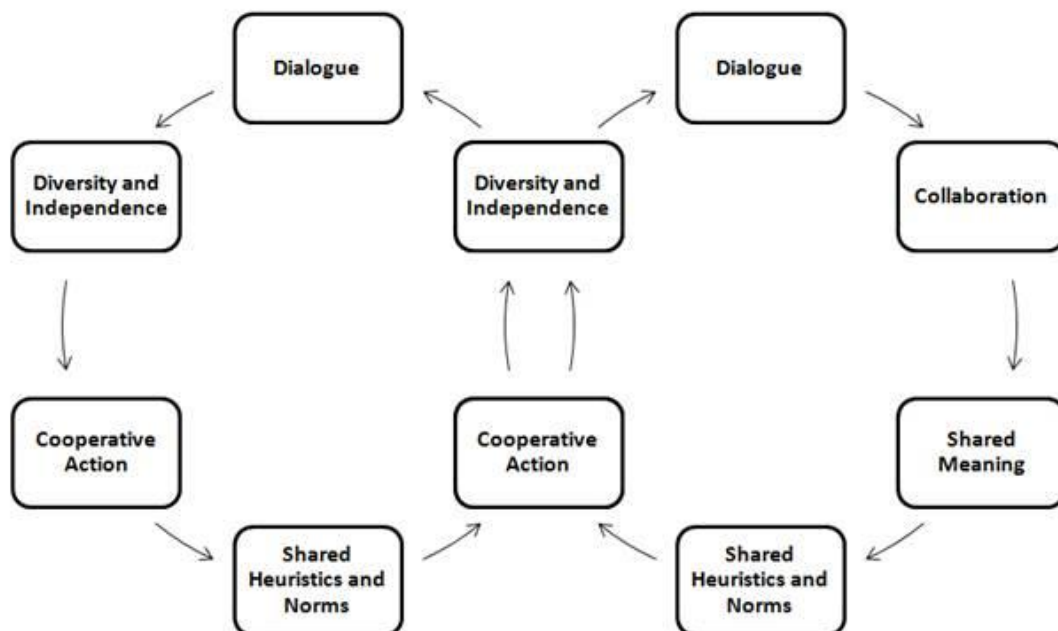 Dialogue
Dialogue
Diversity and
Independence
Diversity and
Independence
Collaboration
Cooperative
Action
Cooperative
Action
Shared
Meaning
Shared
Heuristics and
Norms
Shared
Heuristics and
Norms